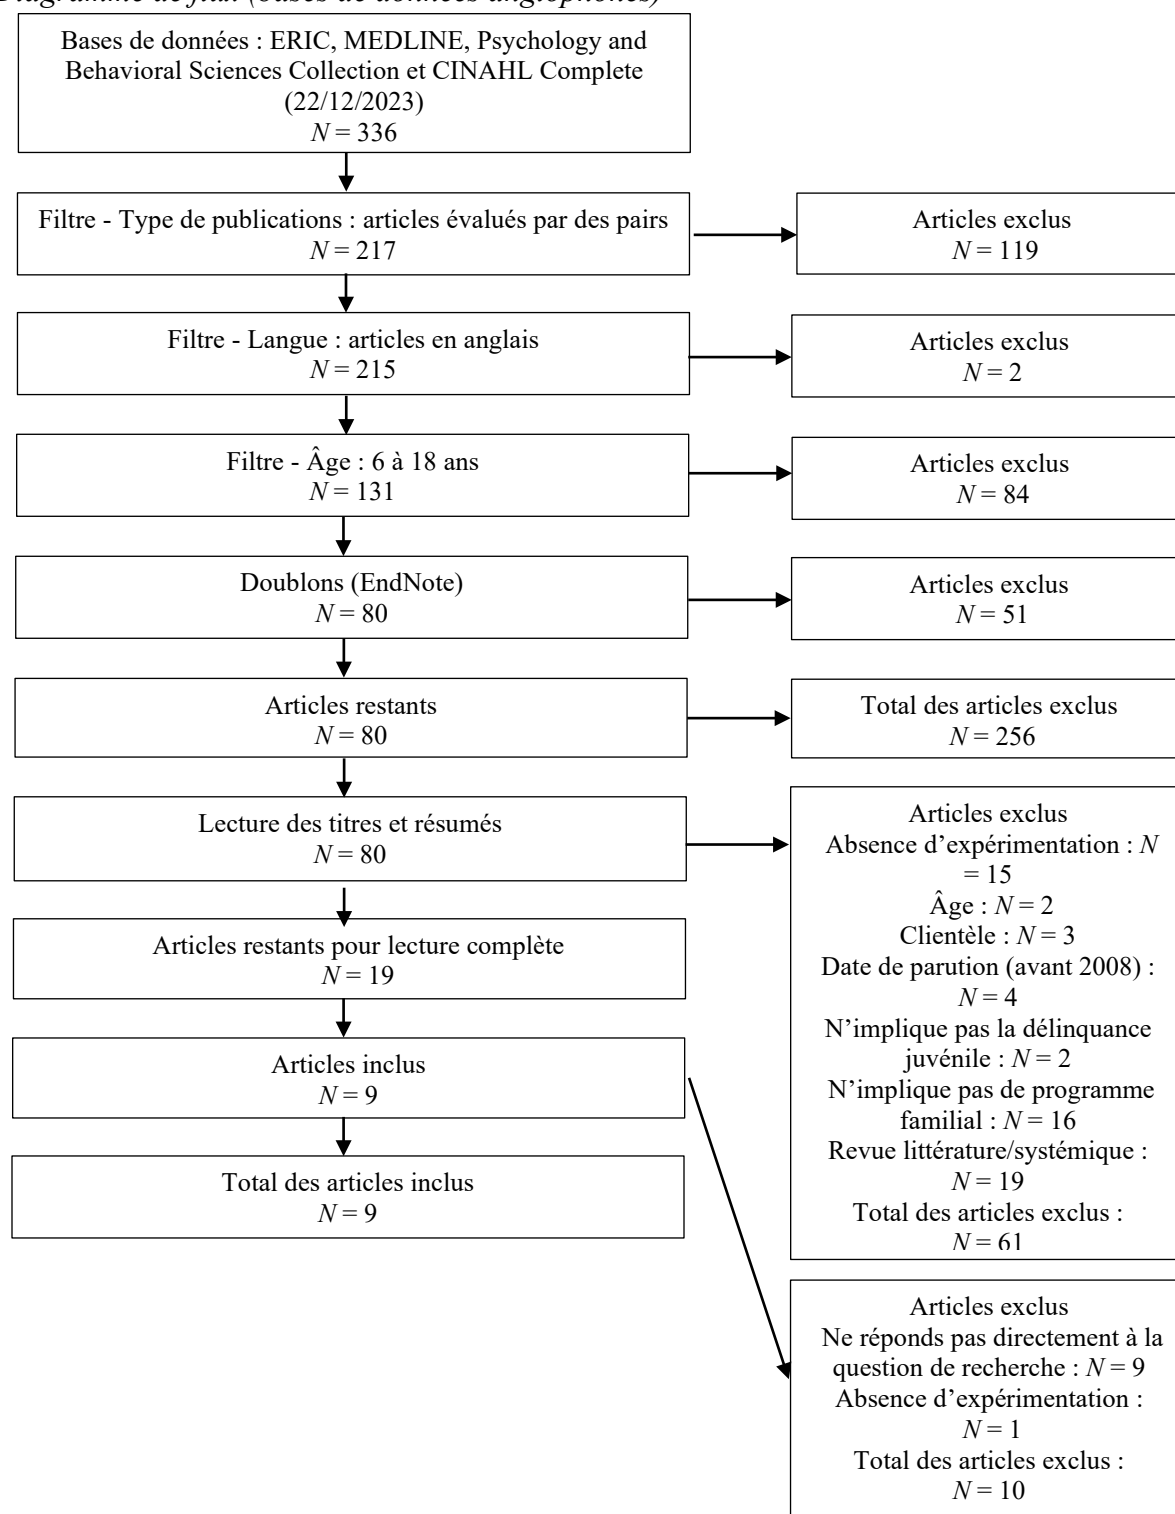 Diagramme de flux (bases de données anglophones)
Bases de données : ERIC, MEDLINE, Psychology and
Behavioral Sciences Collection et CINAHL Complete
(22/12/2023)
N = 336
Filtre - Type de publications : articles évalués par des pairs
N = 217
Articles exclus
N = 119
Filtre - Langue : articles en anglais
N = 215
Articles exclus
N = 2
Filtre - Âge : 6 à 18 ans
N = 131
Articles exclus
N = 84
Doublons (EndNote)
N = 80
Articles exclus
N = 51
Articles restants
N = 80
Total des articles exclus
N = 256
Lecture des titres et résumés
N = 80
Articles exclus
Absence d’expérimentation : N
= 15
Âge : N = 2
Clientèle : N = 3
Date de parution (avant 2008) :
N = 4
N’implique pas la délinquance
juvénile : N = 2
N’implique pas de programme
familial : N = 16
Revue littérature/systémique :
N = 19
Total des articles exclus :
N = 61
Articles restants pour lecture complète
N = 19
Articles inclus
N = 9
Total des articles inclus
N = 9
Articles exclus
Ne réponds pas directement à la
question de recherche : N = 9
Absence d’expérimentation :
N = 1
Total des articles exclus :
N = 10